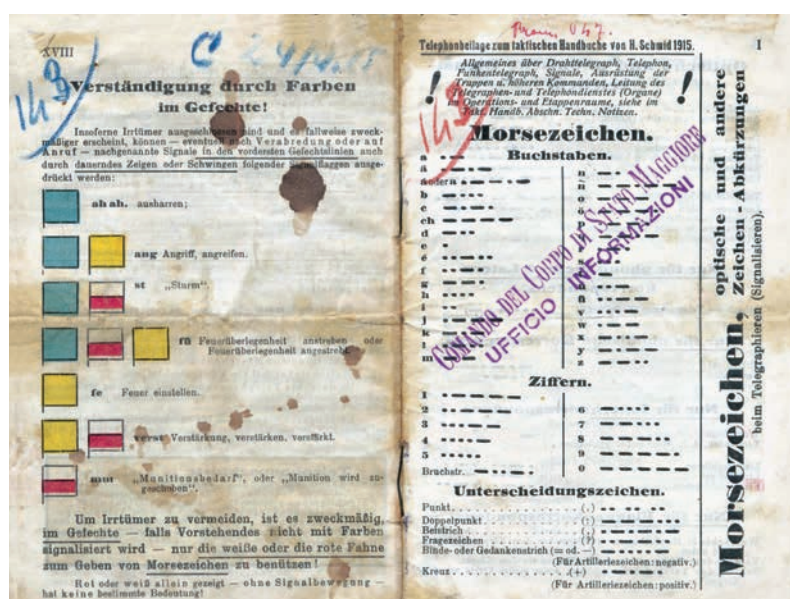 XVIII
143
Verständigung durch Farben
im Gefechte!
Insoferne Irrtümer ausgeschlossen sind und es fallweise zweck-
mäßiger erscheint, können — eventuell nach Verabredung oder auf
Anruf — nachgenannte Signale in den vordersten Gefechtslinien auch
durch dauerndes Zeigen oder Schwingen folgender Signalflaggen ausge-
drückt werden:
ah ah. ausharren;
ang Angriff, angreifen.
st „Sturm".
fü Feuerüberlegenheit anstreben oder
Feuerüberlegenheit angestrebt.
fe Feuer einstellen.
verst Verstärkung, verstärken, verstärkt.
mun „Munitionsbedarf", oder „Munition wird zu-
geschoben".
Um Irrtümer zu vermeiden, ist es zweckmäßig,
im Gefechte — falls Vorstehendes nicht mit Farben
signalisiert wird — nur die weiße oder die rote Fahne
zum Geben von Morsezeichen zu benützen!
Rot oder weiß allein gezeigt — ohne Signalbewegung —
hat keine bestimmte Bedeutung!
Telephonbeilage zum taktischen Handbuche von H. Schmid 1915.
I
Allgemeines über Drahttelegraph, Telephon,
Funkentelegraph, Signale, Ausrüstung der
Truppen u. höheren Kommanden, Leitung des
Telegraphen- und Telephondienstes (Organe)
im Operations- und Etappenraume, siehe im
Takt. Handb. Abschn. Techn. Notizen.
! !
143
Morsezeichen.
Buchstaben.
a
ä
b
c
ch
d
e
é
f
g
h
i
j
k
l
m
n
ñ
o
ö
p
v
w
x
y
z
COMANDO DEL CORPO DI STATO MAGGIORE
UFFICIO INFORMAZIONI
Ziffern.
1
2
3
4
5
6
7
8
9
0
Bruchstr.
Unterscheidungszeichen.
Punkt (.)
Doppelpunkt (:)
Beistrich
Fragezeichen (?)
Binde- oder Gedankenstrich (= od. —)
(Für Artilleriezeichen: negativ.)
Kreuz (+)
(Für Artilleriezeichen: positiv.)
Morsezeichen, optische und andere
Zeichen-Abkürzungen
beim Telegraphieren (Signalisieren).